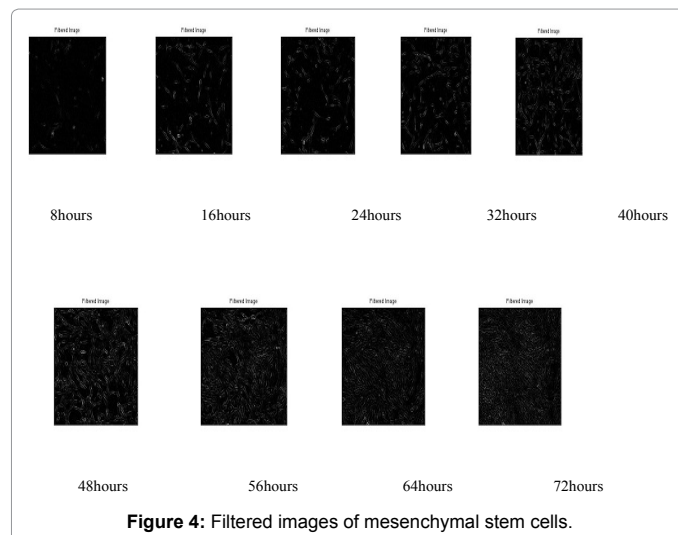 Filtered Image Filtered Image Filtered Image Filtered Image Filtered Image
8hours 16hours 24hours 32hours 40hours
Filtered Image Filtered Image Filtered Image Filtered Image
48hours 56hours 64hours 72hours
Figure 4: Filtered images of mesenchymal stem cells.